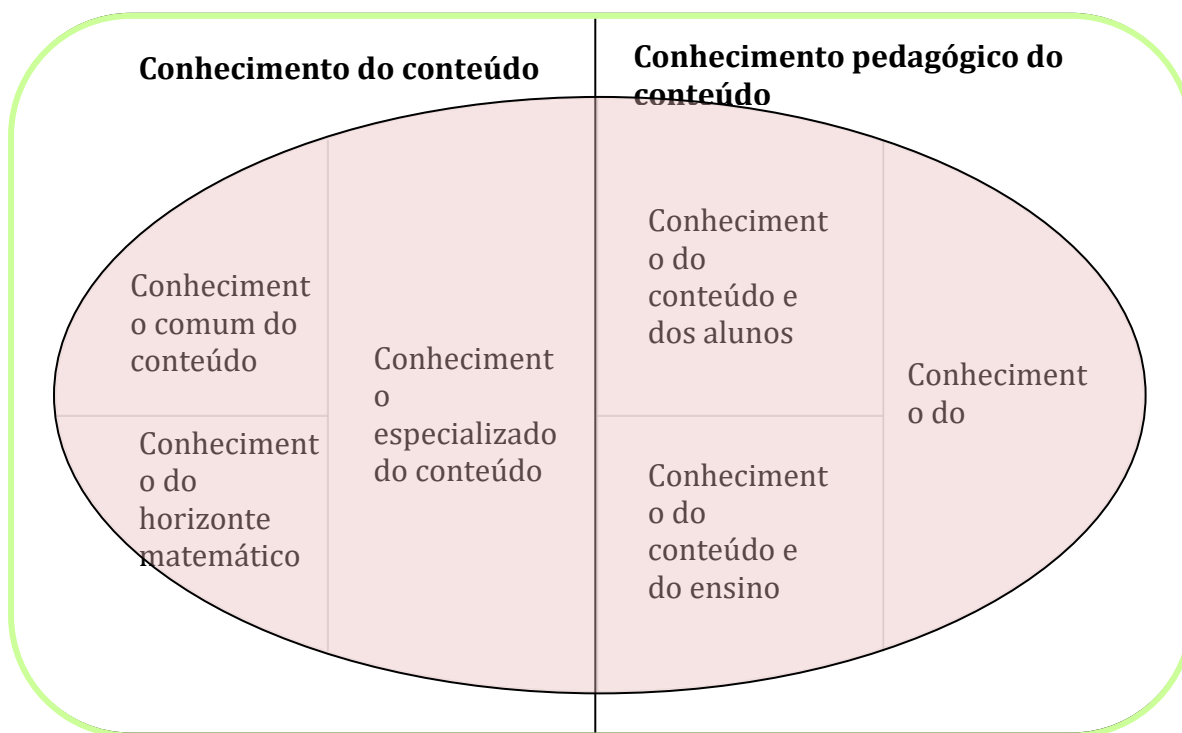 Conhecimento do conteúdo
Conhecimento pedagógico do
conteúdo
Conheciment
o comum do
conteúdo
Conheciment
o do
horizonte
matemático
Conheciment
o
especializado
do conteúdo
Conheciment
o do
conteúdo e
dos alunos
Conheciment
o do
conteúdo e
do ensino
Conheciment
o do